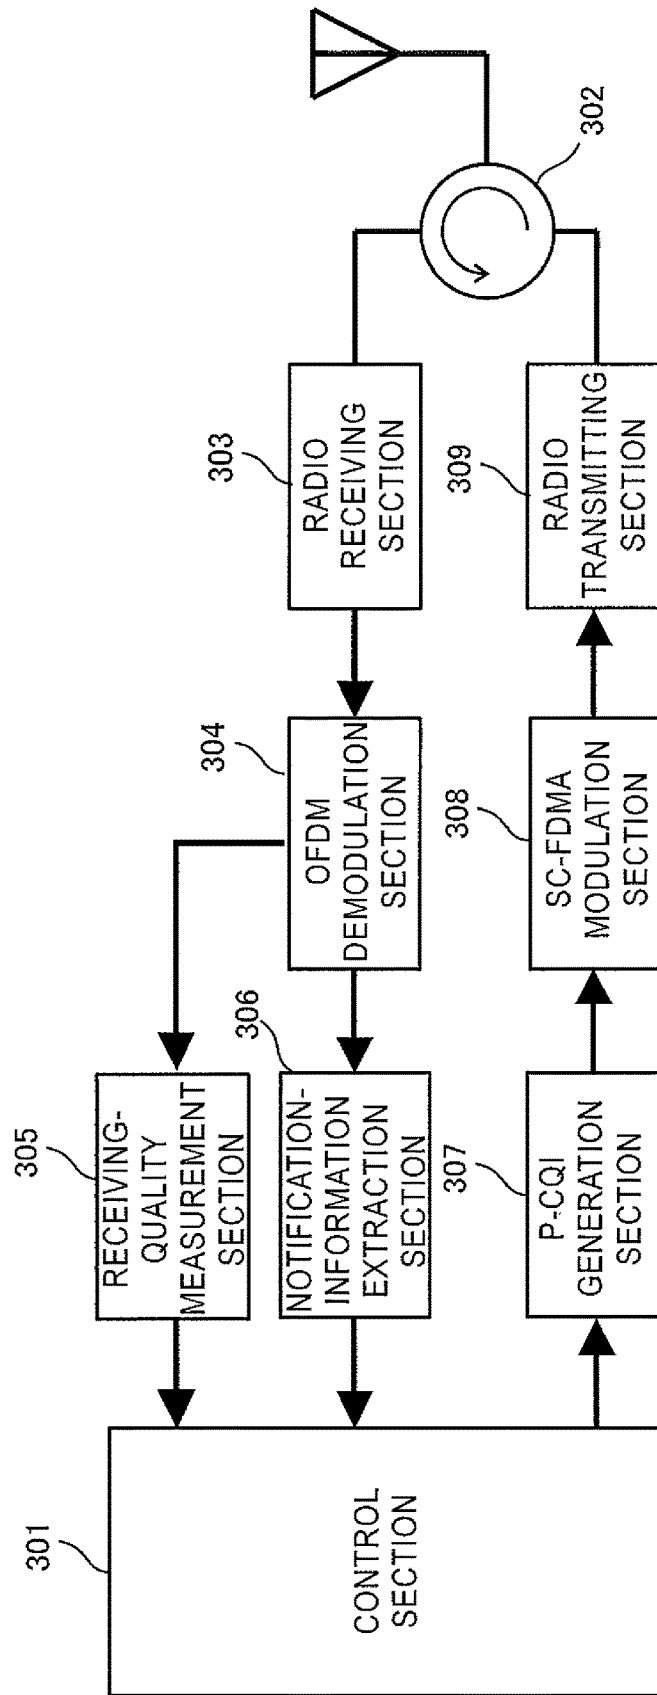 301
CONTROL
SECTION
305
RECEIVING-
QUALITY
MEASUREMENT
SECTION
306
NOTIFICATION-
INFORMATION
EXTRACTION
SECTION
307
P-CQI
GENERATION
SECTION
304
OFDM
DEMODULATION
SECTION
308
SC-FDMA
MODULATION
SECTION
303
RADIO
RECEIVING
SECTION
309
RADIO
TRANSMITTING
SECTION
302